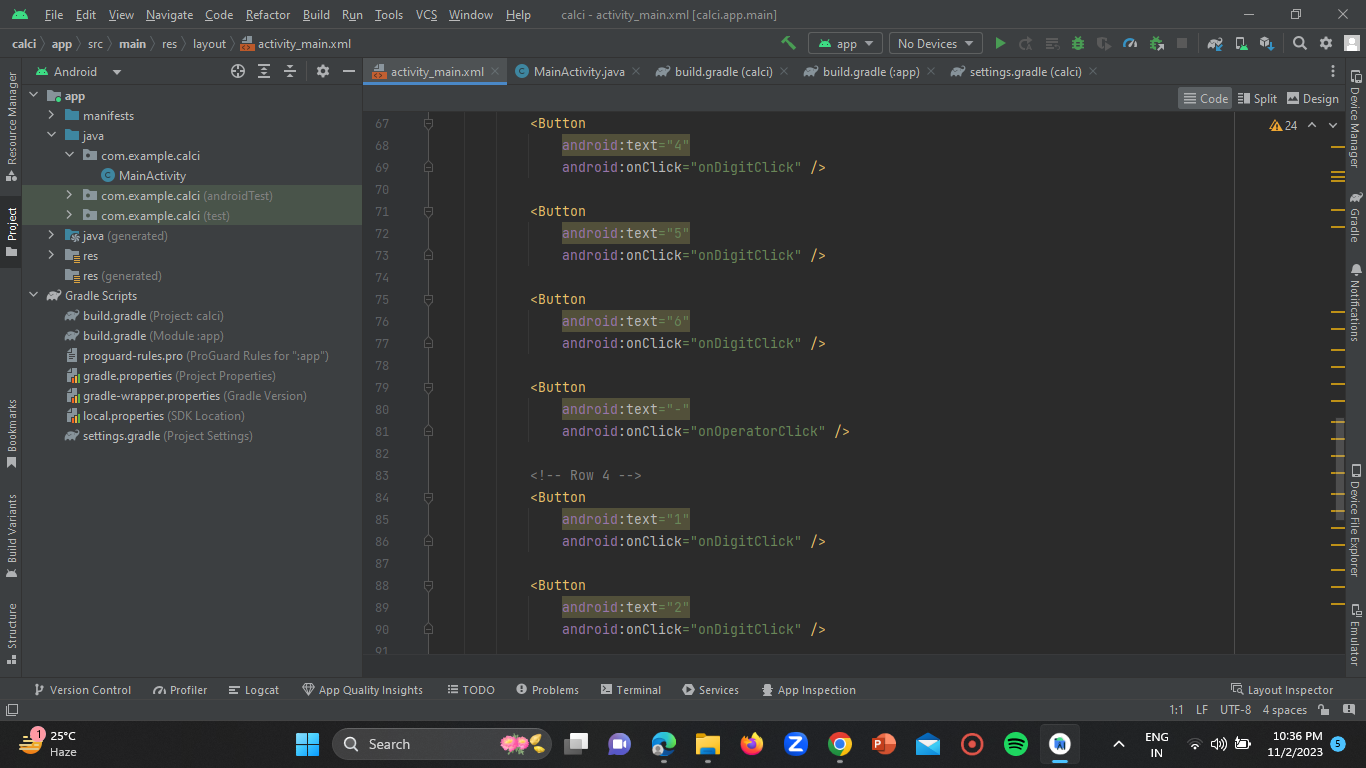 File Edit View Navigate Code Refactor Build Run Tools VCS Window Help calci - activity_main.xml [calci.app.main]
calci app src main res layout activity_main.xml app No Devices
Resource Manager
Project
Bookmarks
Build Variants
Structure
Android
app
manifests
java
com.example.calci
MainActivity
com.example.calci (androidTest)
com.example.calci (test)
java (generated)
res
res (generated)
Gradle Scripts
build.gradle (Project: calci)
build.gradle (Module :app)
proguard-rules.pro (ProGuard Rules for ":app")
gradle.properties (Project Properties)
gradle-wrapper.properties (Gradle Version)
local.properties (SDK Location)
settings.gradle (Project Settings)
activity_main.xml MainActivity.java build.gradle (calci) build.gradle (:app) settings.gradle (calci)
Code Split Design
24
67 <Button
68 android:text="4"
69 android:onClick="onDigitClick" />
70
71 <Button
72 android:text="5"
73 android:onClick="onDigitClick" />
74
75 <Button
76 android:text="6"
77 android:onClick="onDigitClick" />
78
79 <Button
80 android:text="-"
81 android:onClick="onOperatorClick" />
82
83 <!-- Row 4 -->
84 <Button
85 android:text="1"
86 android:onClick="onDigitClick" />
87
88 <Button
89 android:text="2"
90 android:onClick="onDigitClick" />
91
Device Manager
Gradle
Notifications
Device File Explorer
Emulator
Version Control Profiler Logcat App Quality Insights TODO Problems Terminal Services App Inspection Layout Inspector
1:1 LF UTF-8 4 spaces
1 25°C
Haze
Search
ENG
IN
10:36 PM
11/2/2023
5